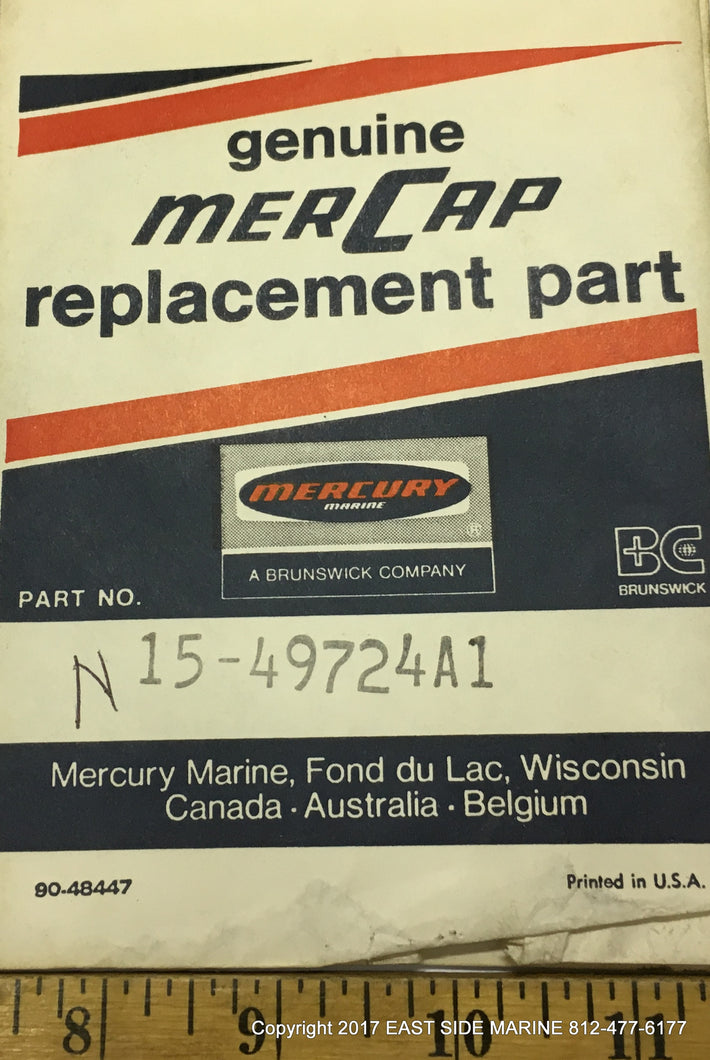 genuine
MERCAP
replacement part
MERCURY
MARINE
®
A BRUNSWICK COMPANY
BC
BRUNSWICK
PART NO.
N 15-49724A1
Mercury Marine, Fond du Lac, Wisconsin
Canada · Australia · Belgium
90-48447
Printed in U.S.A.
8 9 10 11
Copyright 2017 EAST SIDE MARINE 812-477-6177